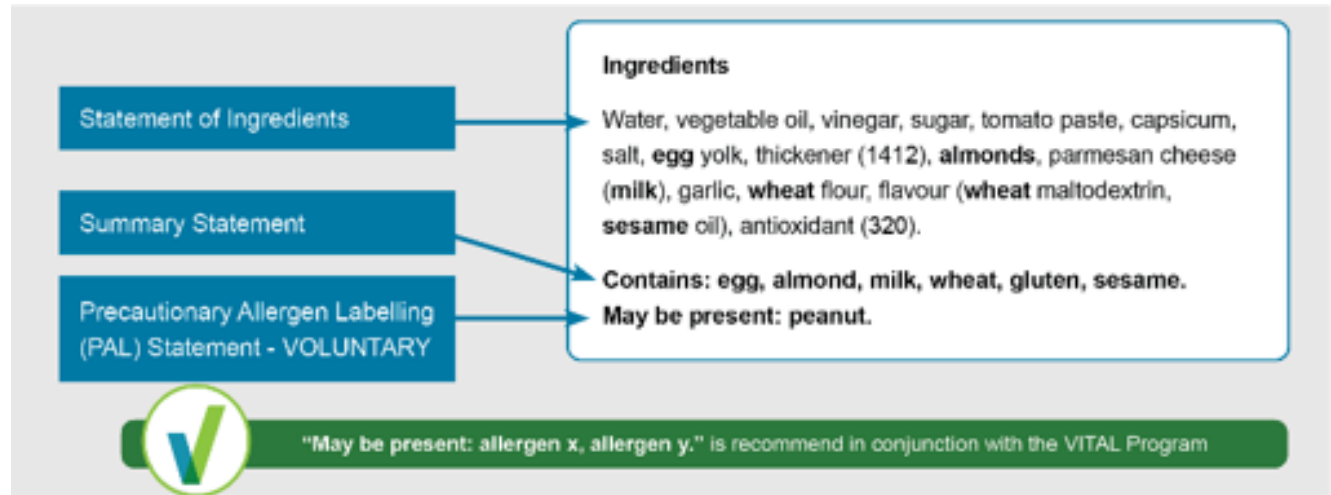 Statement of Ingredients
Summary Statement
Precautionary Allergen Labelling
(PAL) Statement - VOLUNTARY
Ingredients
Water, vegetable oil, vinegar, sugar, tomato paste, capsicum,
salt, egg yolk, thickener (1412), almonds, parmesan cheese
(milk), garlic, wheat flour, flavour (wheat maltodextrin,
sesame oil), antioxidant (320).
Contains: egg, almond, milk, wheat, gluten, sesame.
May be present: peanut.
“May be present: allergen x, allergen y.” is recommend in conjunction with the VITAL Program